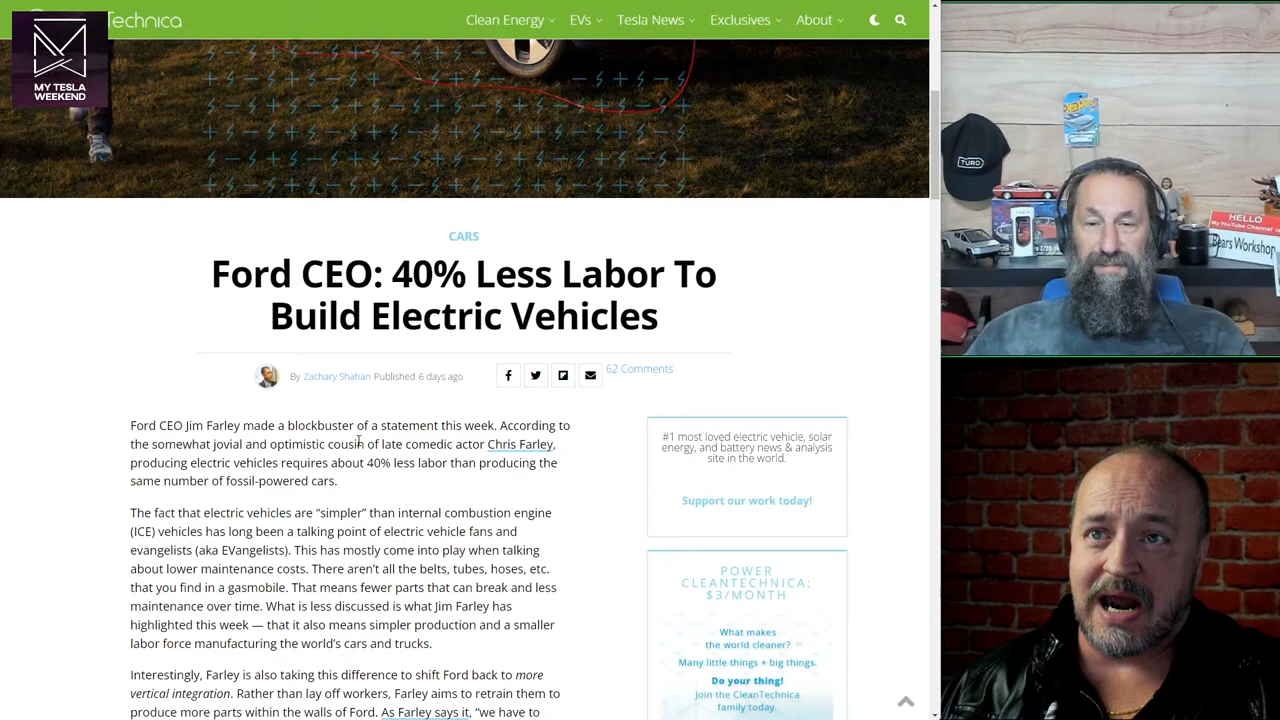 Technica
Clean Energy
EVs
Tesla News
Exclusives
About
MY TESLA
WEEKEND
CARS
Ford CEO: 40% Less Labor To
Build Electric Vehicles
By Zachary Shahan Published 6 days ago
62 Comments
Ford CEO Jim Farley made a blockbuster of a statement this week. According to
the somewhat jovial and optimistic cousin of late comedic actor Chris Farley,
producing electric vehicles requires about 40% less labor than producing the
same number of fossil-powered cars.
The fact that electric vehicles are “simpler” than internal combustion engine
(ICE) vehicles has long been a talking point of electric vehicle fans and
evangelists (aka EVangelists). This has mostly come into play when talking
about lower maintenance costs. There aren’t all the belts, tubes, hoses, etc.
that you find in a gasmobile. That means fewer parts that can break and less
maintenance over time. What is less discussed is what Jim Farley has
highlighted this week — that it also means simpler production and a smaller
labor force manufacturing the world’s cars and trucks.
Interestingly, Farley is also taking this difference to shift Ford back to more
vertical integration. Rather than lay off workers, Farley aims to retrain them to
produce more parts within the walls of Ford. As Farley says it, “we have to
#1 most loved electric vehicle, solar
energy, and battery news & analysis
site in the world.
Support our work today!
POWER
CLEANTECHNICA:
$3/MONTH
What makes
the world cleaner?
Many little things + big things.
Do your thing!
Join the CleanTechnica
family today.
Hot Wheels
TURO
HELLO
My YouTube Channel is
Bears Workshop